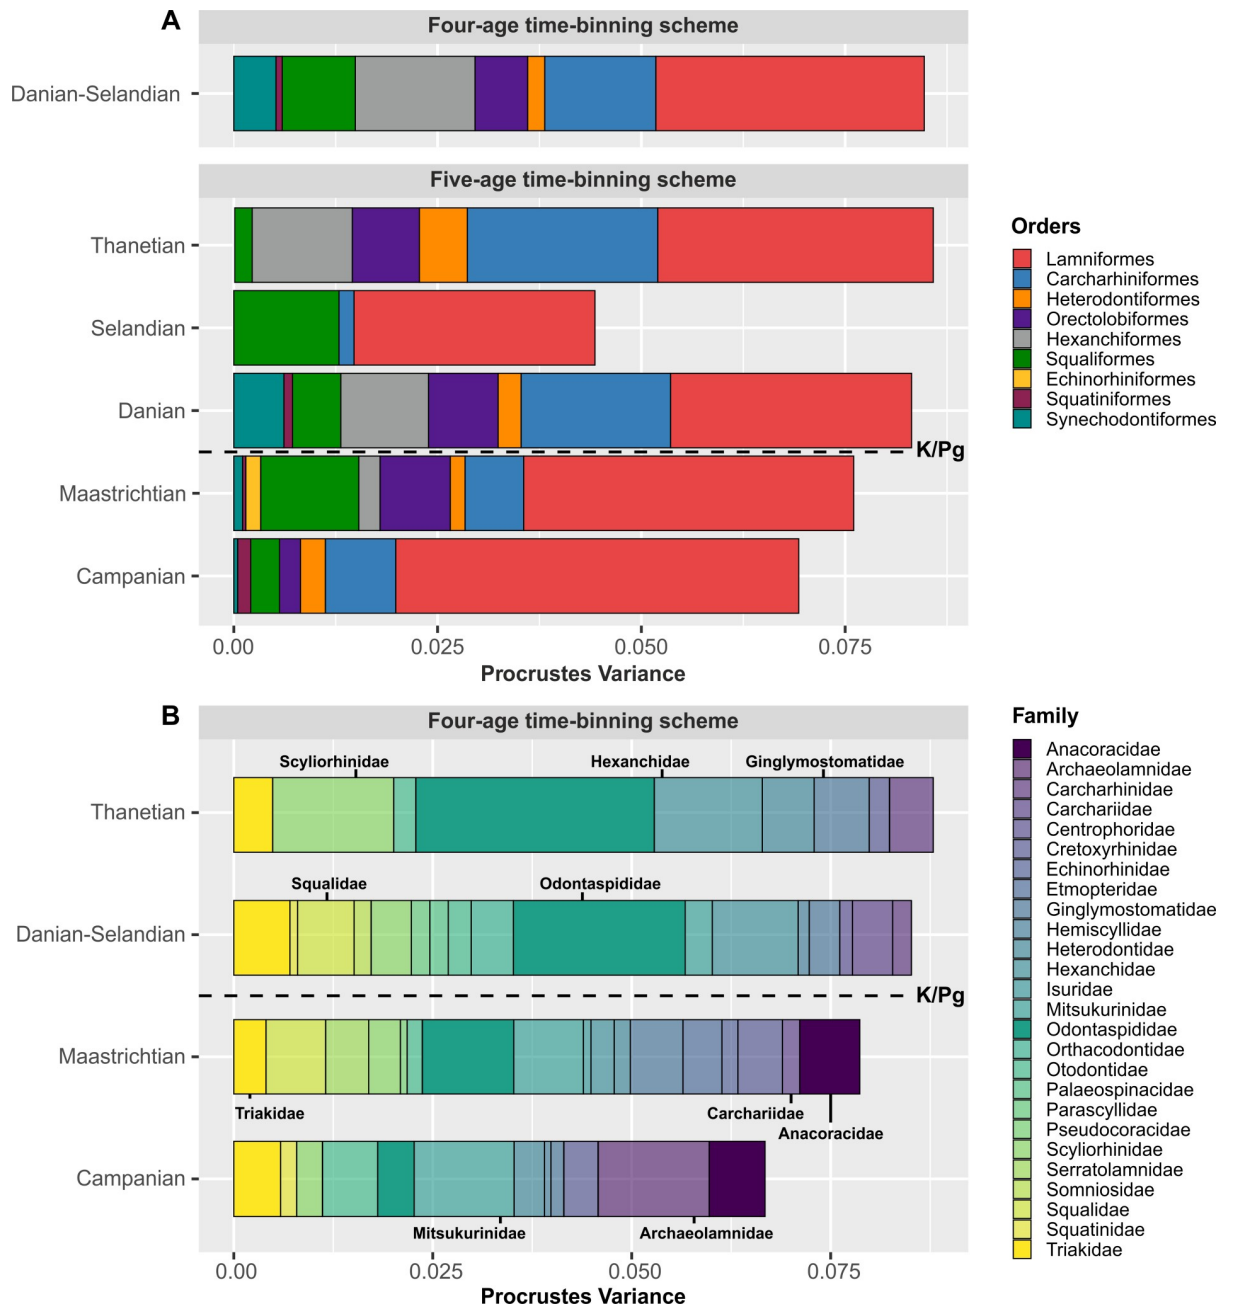 A
Four-age time-binning scheme
Danian-Selandian
Five-age time-binning scheme
Thanetian
Selandian
Danian
K/Pg
Maastrichtian
Campanian
0.00 0.025 0.050 0.075
Procrustes Variance
Orders
Lamniformes
Carcharhiniformes
Heterodontiformes
Orectolobiformes
Hexanchiformes
Squaliformes
Echinorhiniformes
Squatiniformes
Synechodontiformes
B
Four-age time-binning scheme
Scyliorhinidae Hexanchidae Ginglymostomatidae
Thanetian
Squalidae Odontaspididae
Danian-Selandian
K/Pg
Maastrichtian
Triakidae Carchariidae
Anacoracidae
Campanian
Mitsukurinidae Archaeolamnidae
0.00 0.025 0.050 0.075
Procrustes Variance
Family
Anacoracidae
Archaeolamnidae
Carcharhinidae
Carchariidae
Centrophoridae
Cretoxyrhinidae
Echinorhinidae
Etmopteridae
Ginglymostomatidae
Hemiscyllidae
Heterodontidae
Hexanchidae
Isuridae
Mitsukurinidae
Odontaspididae
Orthacodontidae
Otodontidae
Palaeospinacidae
Parascyllidae
Pseudocoracidae
Scyliorhinidae
Serratolamnidae
Somniosidae
Squalidae
Squatinidae
Triakidae